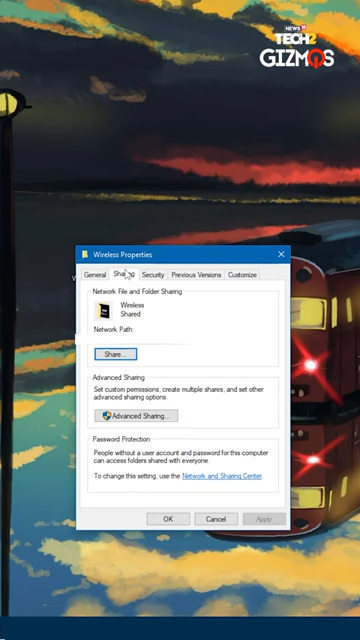 NEWS18
TECH2
GIZMOS
Wireless Properties
General
Sharing
Security
Previous Versions
Customize
Network File and Folder Sharing
Wireless
Shared
Network Path:
Share...
Advanced Sharing
Set custom permissions, create multiple shares, and set other
advanced sharing options.
Advanced Sharing...
Password Protection
People without a user account and password for this computer
can access folders shared with everyone.
To change this setting, use the Network and Sharing Center.
OK
Cancel
Apply